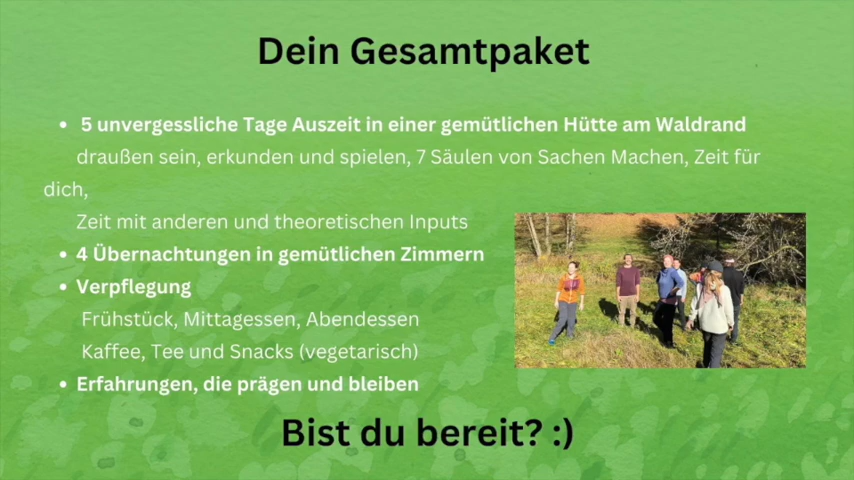 Dein Gesamtpaket
• 5 unvergessliche Tage Auszeit in einer gemütlichen Hütte am Waldrand
draußen sein, erkunden und spielen, 7 Säulen von Sachen Machen, Zeit für
dich,
Zeit mit anderen und theoretischen Inputs
• 4 Übernachtungen in gemütlichen Zimmern
• Verpflegung
Frühstück, Mittagessen, Abendessen
Kaffee, Tee und Snacks (vegetarisch)
• Erfahrungen, die prägen und bleiben
Bist du bereit? :)